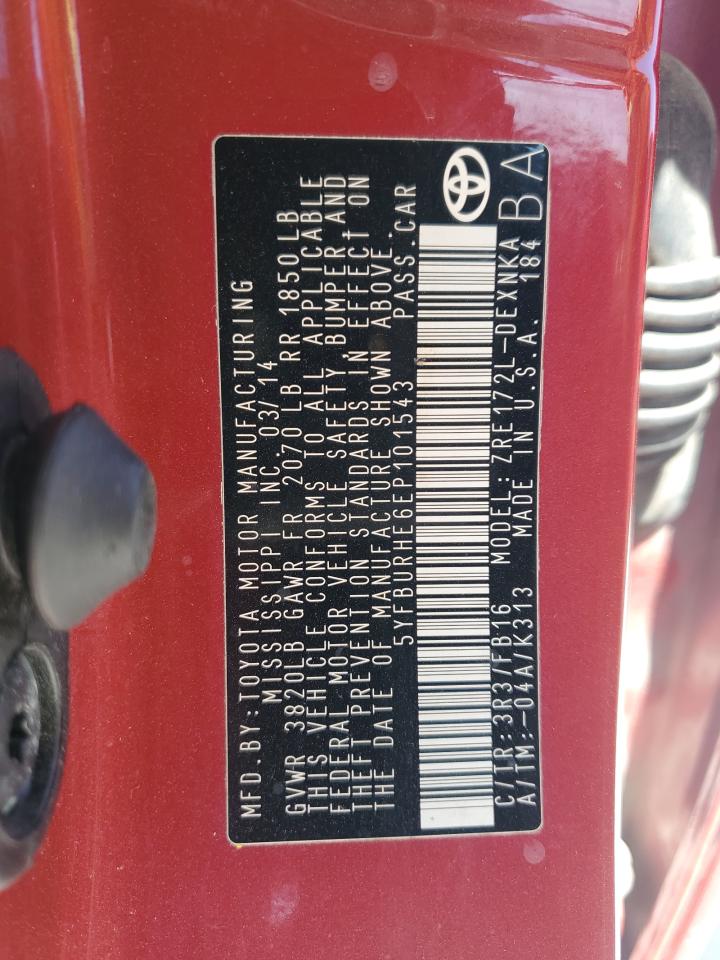 MFD.BY:TOYOTA MOTOR MANUFACTURING
MISSISSIPPI INC.03/14
GVWR 3820LB GAWR FR 2070 LB RR 1850LB
THIS VEHICLE CONFORMS TO ALL APPLICABLE
FEDERAL MOTOR VEHICLE SAFETY, BUMPER,AND
THEFT PREVENTION STANDARDS IN EFFECT ON
THE DATE OF MANUFACTURE SHOWN ABOVE.
5YFBURHE6EP101543 PASS.CAR
C/TR:3R3/FB16 MODEL:ZRE172L-DEXNKA
A/TM:-04A/K313 MADE IN U.S.A. 184
BA